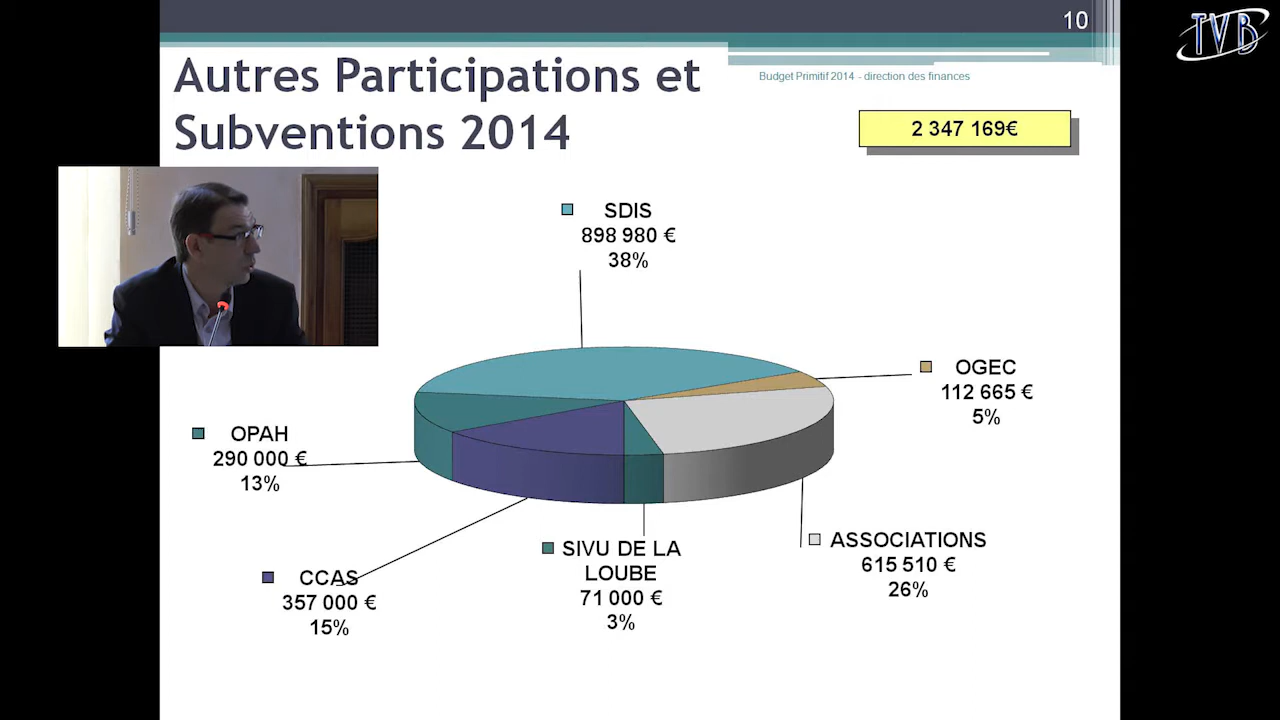 10
TVB
Autres Participations et
Subventions 2014
Budget Primitif 2014 - direction des finances
2 347 169€
SDIS
898 980 €
38%
OGEC
112 665 €
5%
OPAH
290 000 €
13%
SIVU DE LA
LOUBE
71 000 €
3%
ASSOCIATIONS
615 510 €
26%
CCAS
357 000 €
15%